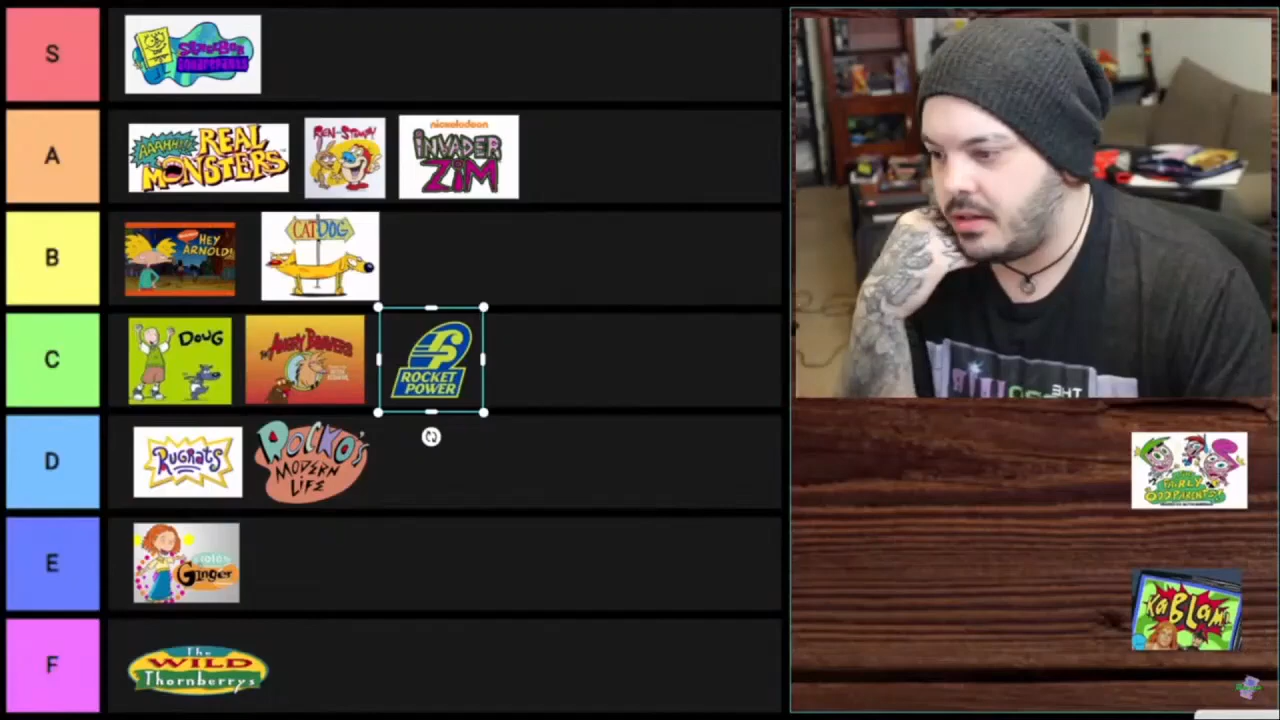 S
SpongeBob
SquarePants
A
AAAHH!!!
REAL
MONSTERS
REN STIMPY
nickelodeon
INVADER
ZIM
B
HEY
ARNOLD!
CATDOG
C
DOUG
THE ANGRY BEAVERS
ROCKET
POWER
D
RUGRATS
ROCKO'S
MODERN
LIFE
E
Ginger
F
The
WILD
Thornberrys
FAIRLY
ODDPARENTS
KaBLaM!
THE